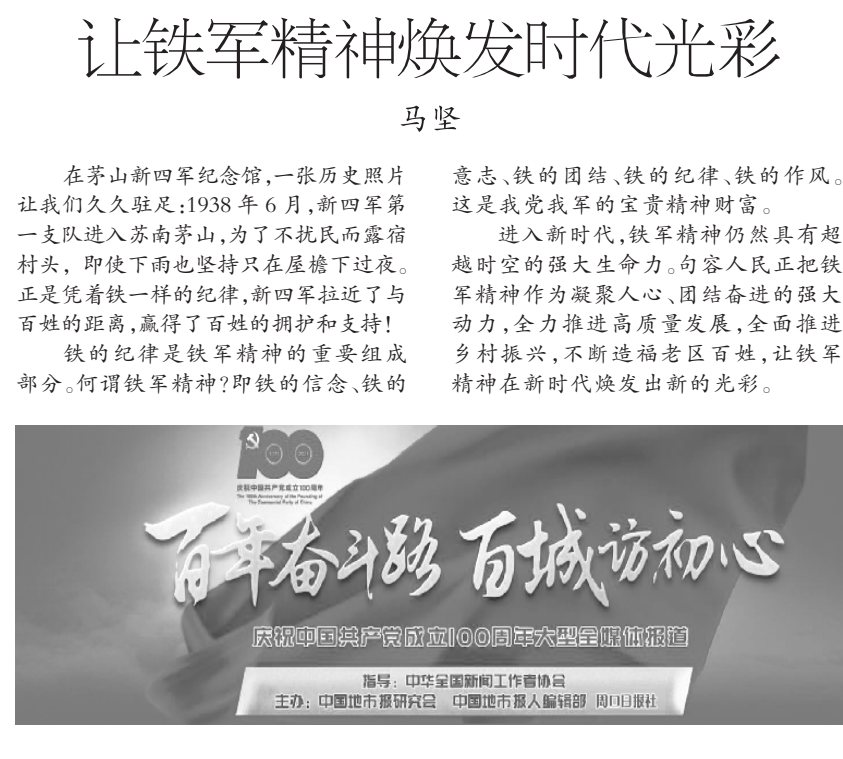 让铁军精神焕发时代光彩
马坚
在茅山新四军纪念馆,一张历史照片
让我们久久驻足:1938 年 6 月,新四军第
一支队进入苏南茅山,为了不扰民而露宿
村头，即使下雨也坚持只在屋檐下过夜。
正是凭着铁一样的纪律,新四军拉近了与
百姓的距离,赢得了百姓的拥护和支持!
铁的纪律是铁军精神的重要组成
部分。何谓铁军精神?即铁的信念、铁的
意志、铁的团结、铁的纪律、铁的作风。
这是我党我军的宝贵精神财富。
进入新时代,铁军精神仍然具有超
越时空的强大生命力。句容人民正把铁
军精神作为凝聚人心、团结奋进的强大
动力,全力推进高质量发展,全面推进
乡村振兴,不断造福老区百姓,让铁军
精神在新时代焕发出新的光彩。
100
庆祝中国共产党成立100周年
The 100th Anniversary of the Founding of
The Communist Party of China
百年奋斗路 百城访初心
庆祝中国共产党成立100周年大型全媒体报道
指导：中华全国新闻工作者协会
主办：中国地市报研究会 中国地市报人编辑部 周口日报社